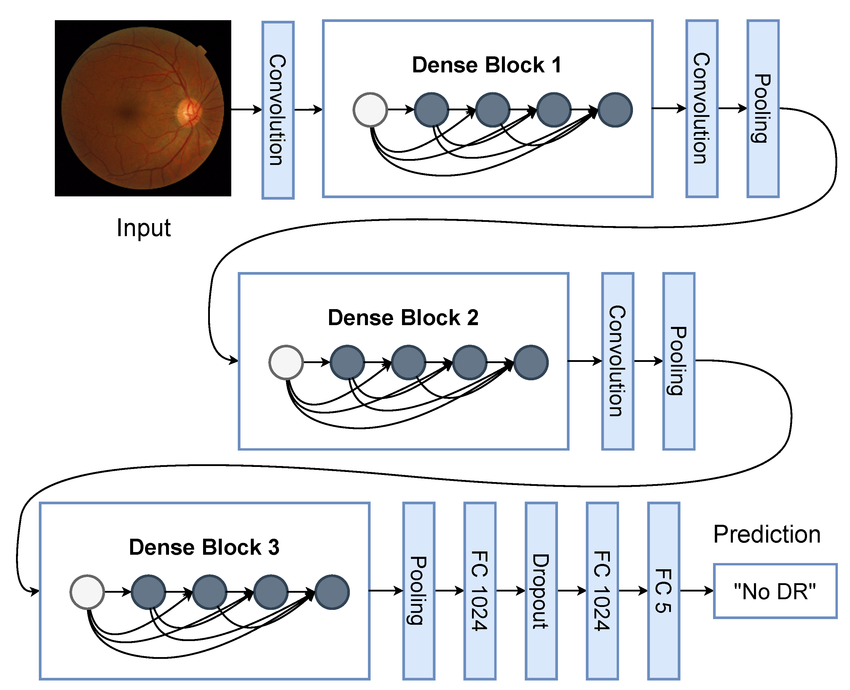 Convolution
Dense Block 1
Convolution
Pooling
Input
Dense Block 2
Convolution
Pooling
Dense Block 3
Pooling
FC 1024
Dropout
FC 1024
FC 5
Prediction
"No DR"